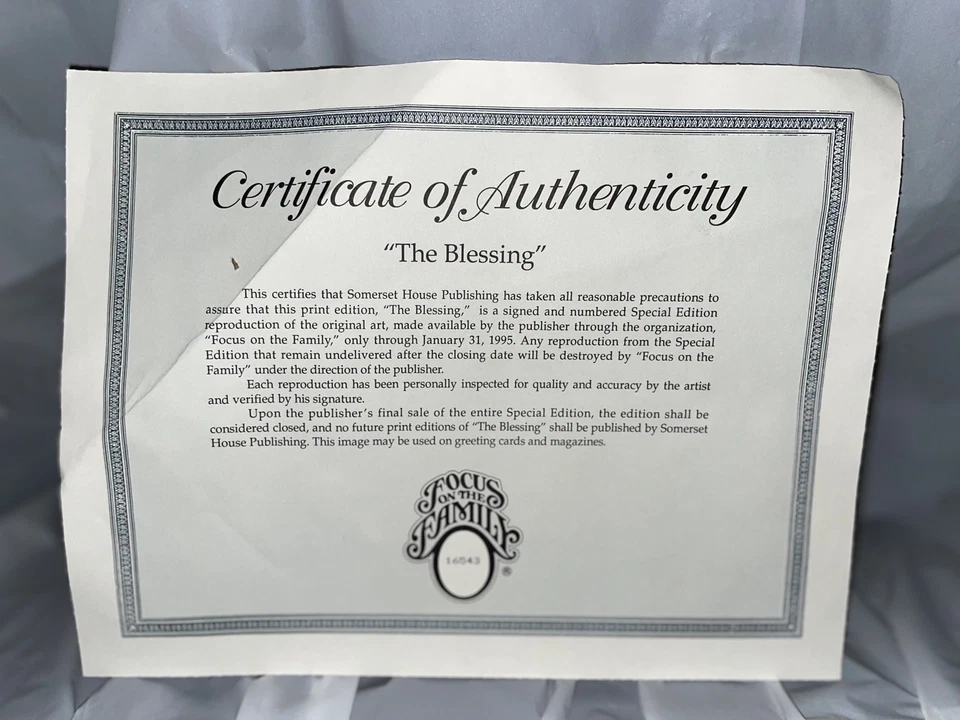 Certificate of Authenticity
“The Blessing”
This certifies that Somerset House Publishing has taken all reasonable precautions to
assure that this print edition, “The Blessing,” is a signed and numbered Special Edition
reproduction of the original art, made available by the publisher through the organization,
“Focus on the Family,” only through January 31, 1995. Any reproduction from the Special
Edition that remain undelivered after the closing date will be destroyed by “Focus on the
Family” under the direction of the publisher.
Each reproduction has been personally inspected for quality and accuracy by the artist
and verified by his signature.
Upon the publisher’s final sale of the entire Special Edition, the edition shall be
considered closed, and no future print editions of “The Blessing” shall be published by Somerset
House Publishing. This image may be used on greeting cards and magazines.
FOCUS
ON THE
FAMILY
16843
®